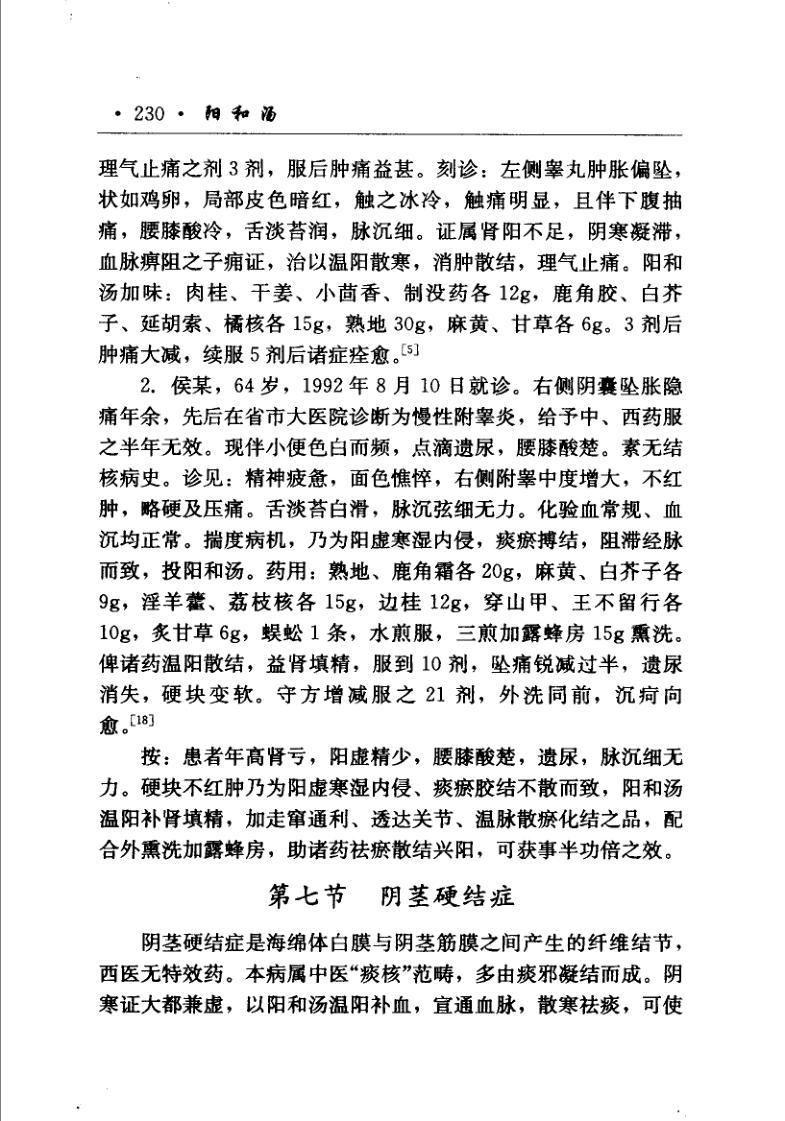 · 230 · 阳和汤
理气止痛之剂 3 剂，服后肿痛益甚。刻诊：左侧睾丸肿胀偏坠，
状如鸡卵，局部皮色暗红，触之冰冷，触痛明显，且伴下腹抽
痛，腰膝酸冷，舌淡苔润，脉沉细。证属肾阳不足，阴寒凝滞，
血脉痹阻之子痈证，治以温阳散寒，消肿散结，理气止痛。阳和
汤加味：肉桂、干姜、小茴香、制没药各 12g，鹿角胶、白芥
子、延胡索、橘核各 15g，熟地 30g，麻黄、甘草各 6g。3 剂后
肿痛大减，续服 5 剂后诸症痊愈。[5]
2. 侯某，64 岁，1992 年 8 月 10 日就诊。右侧阴囊坠胀隐
痛年余，先后在省市大医院诊断为慢性附睾炎，给予中、西药服
之半年无效。现伴小便色白而频，点滴遗尿，腰膝酸楚。素无结
核病史。诊见：精神疲惫，面色憔悴，右侧附睾中度增大，不红
肿，略硬及压痛。舌淡苔白滑，脉沉弦细无力。化验血常规、血
沉均正常。揣度病机，乃为阳虚寒湿内侵，痰瘀搏结，阻滞经脉
而致，投阳和汤。药用：熟地、鹿角霜各 20g，麻黄、白芥子各
9g，淫羊藿、荔枝核各 15g，边桂 12g，穿山甲、王不留行各
10g，炙甘草 6g，蜈蚣 1 条，水煎服，三煎加露蜂房 15g 熏洗。
俾诸药温阳散结，益肾填精，服到 10 剂，坠痛锐减过半，遗尿
消失，硬块变软。守方增减服之 21 剂，外洗同前，沉疴向
愈。[18]
按：患者年高肾亏，阳虚精少，腰膝酸楚，遗尿，脉沉细无
力。硬块不红肿乃为阳虚寒湿内侵、痰瘀胶结不散而致，阳和汤
温阳补肾填精，加走窜通利、透达关节、温脉散瘀化结之品，配
合外熏洗加露蜂房，助诸药祛瘀散结兴阳，可获事半功倍之效。
第七节 阴茎硬结症
阴茎硬结症是海绵体白膜与阴茎筋膜之间产生的纤维结节，
西医无特效药。本病属中医“痰核”范畴，多由痰邪凝结而成。阴
寒证大都兼虚，以阳和汤温阳补血，宣通血脉，散寒祛痰，可使